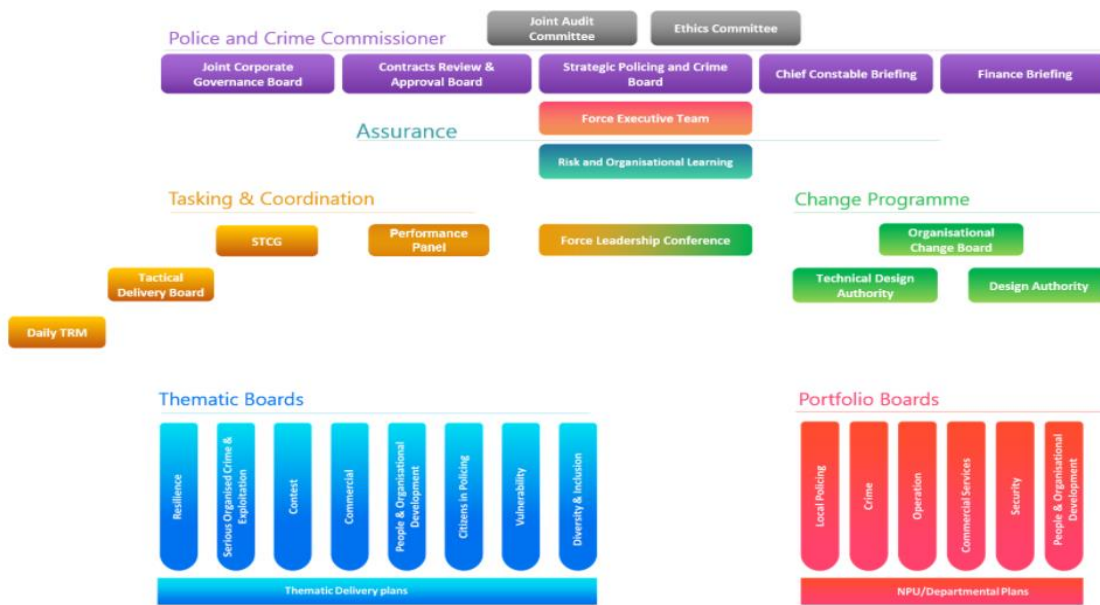 Joint Audit
Committee
Ethics Committee
Police and Crime Commissioner
Joint Corporate
Governance Board
Contracts Review &
Approval Board
Strategic Policing and Crime
Board
Chief Constable Briefing
Finance Briefing
Force Executive Team
Assurance
Risk and Organisational Learning
Tasking & Coordination
Change Programme
STCG
Performance
Panel
Force Leadership Conference
Organisational
Change Board
Tactical
Delivery Board
Technical Design
Authority
Design Authority
Daily TRM
Thematic Boards
Portfolio Boards
Resilience
Serious Organised Crime &
Exploitation
Contest
Commercial
People & Organisational
Development
Citizens in Policing
Vulnerability
Diversity & Inclusion
Local Policing
Crime
Operation
Commercial Services
Security
People & Organisational
Development
Thematic Delivery plans
NPU/Departmental Plans